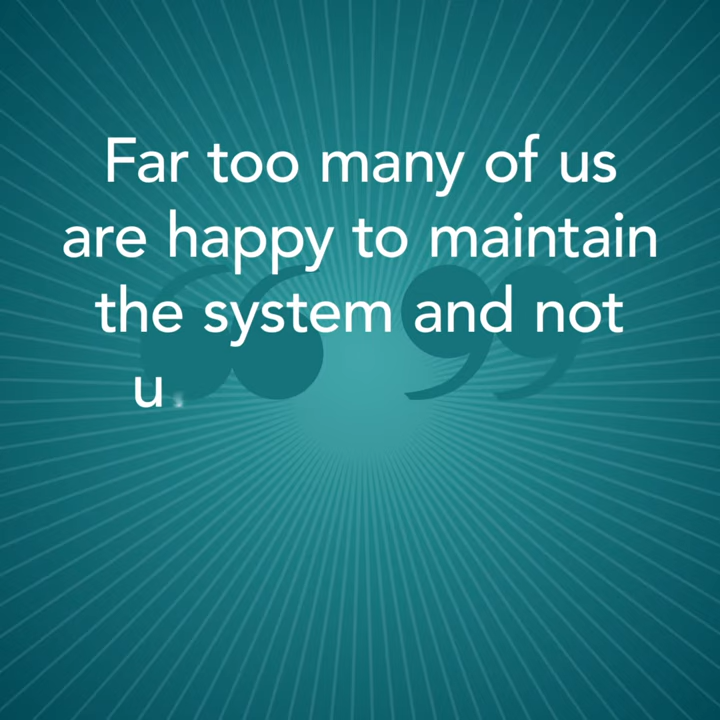 Far too many of us
are happy to maintain
the system and not
u